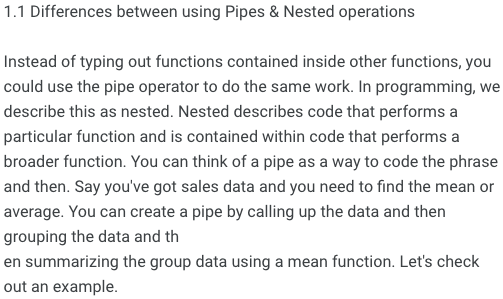 1.1 Differences between using Pipes & Nested operations
Instead of typing out functions contained inside other functions, you
could use the pipe operator to do the same work. In programming, we
describe this as nested. Nested describes code that performs a
particular function and is contained within code that performs a
broader function. You can think of a pipe as a way to code the phrase
and then. Say you've got sales data and you need to find the mean or
average. You can create a pipe by calling up the data and then
grouping the data and th
en summarizing the group data using a mean function. Let's check
out an example.